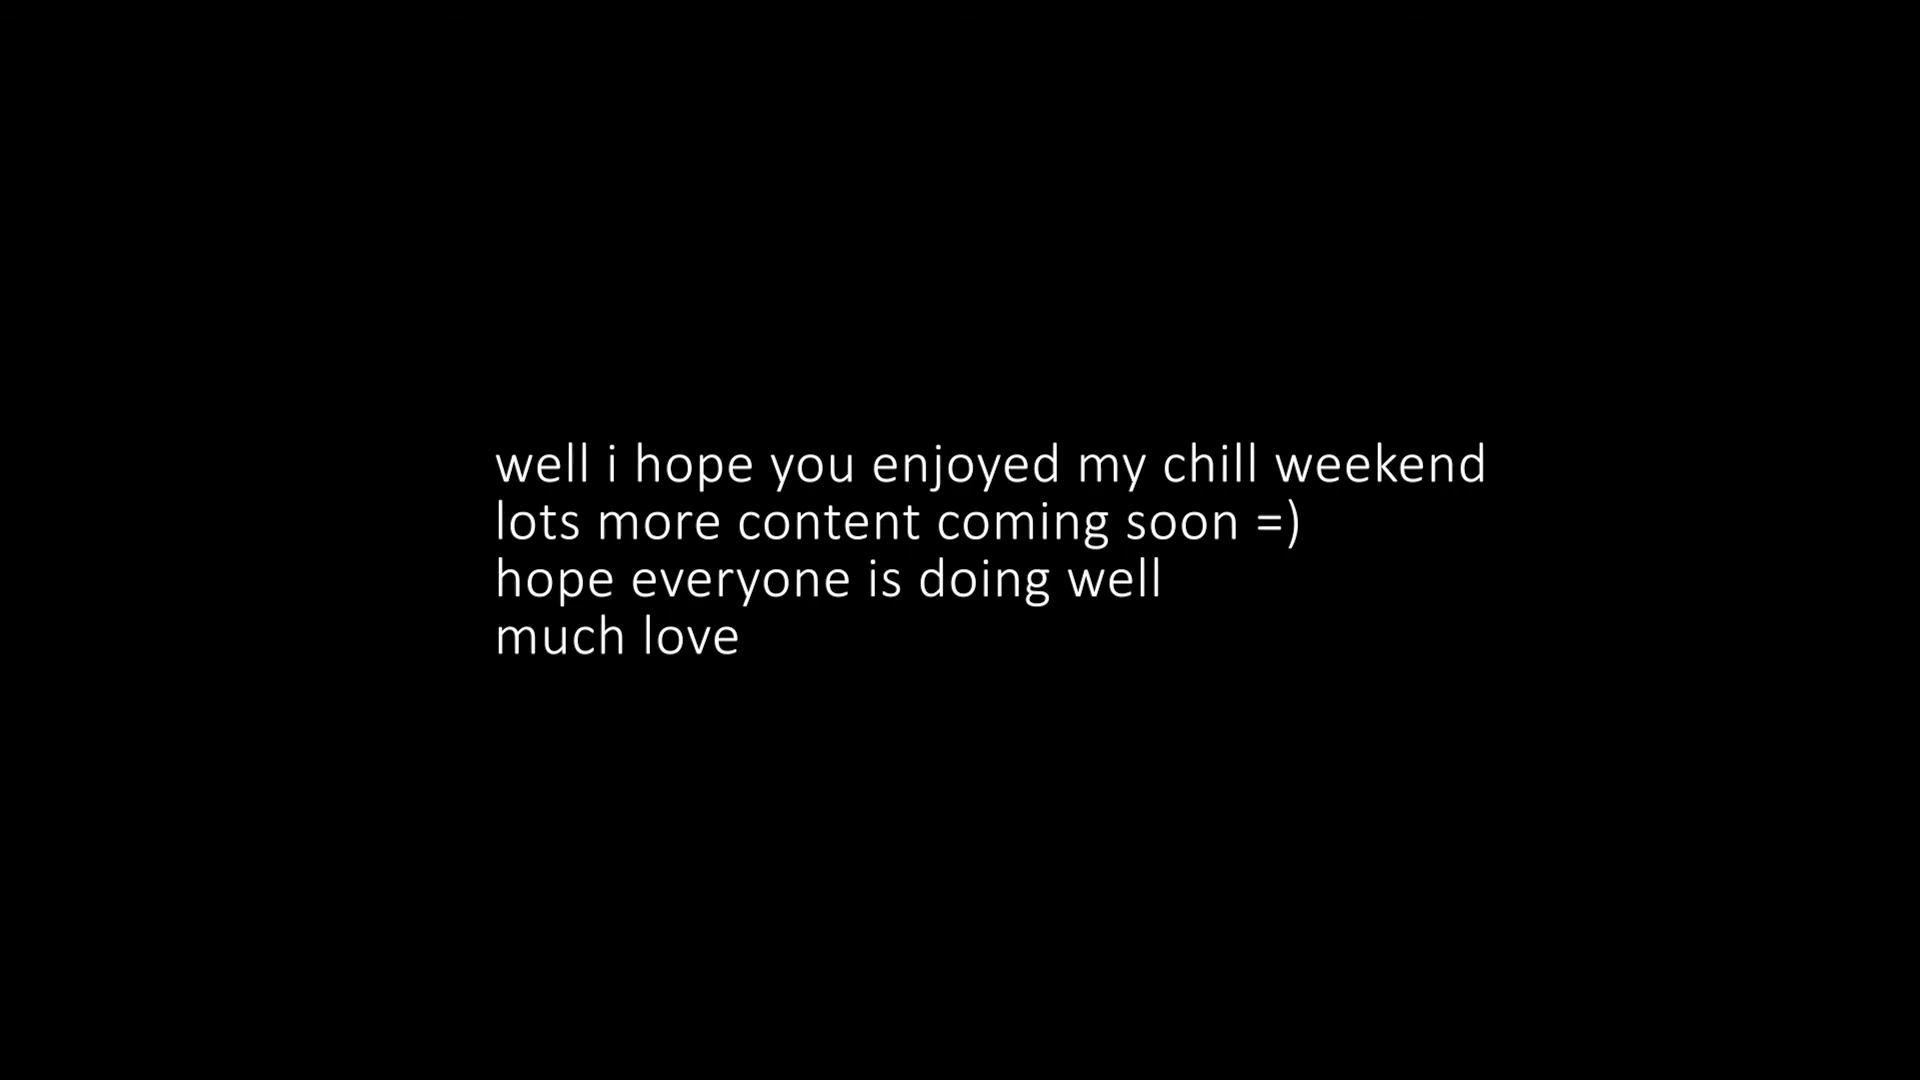 well i hope you enjoyed my chill weekend
lots more content coming soon =)
hope everyone is doing well
much love